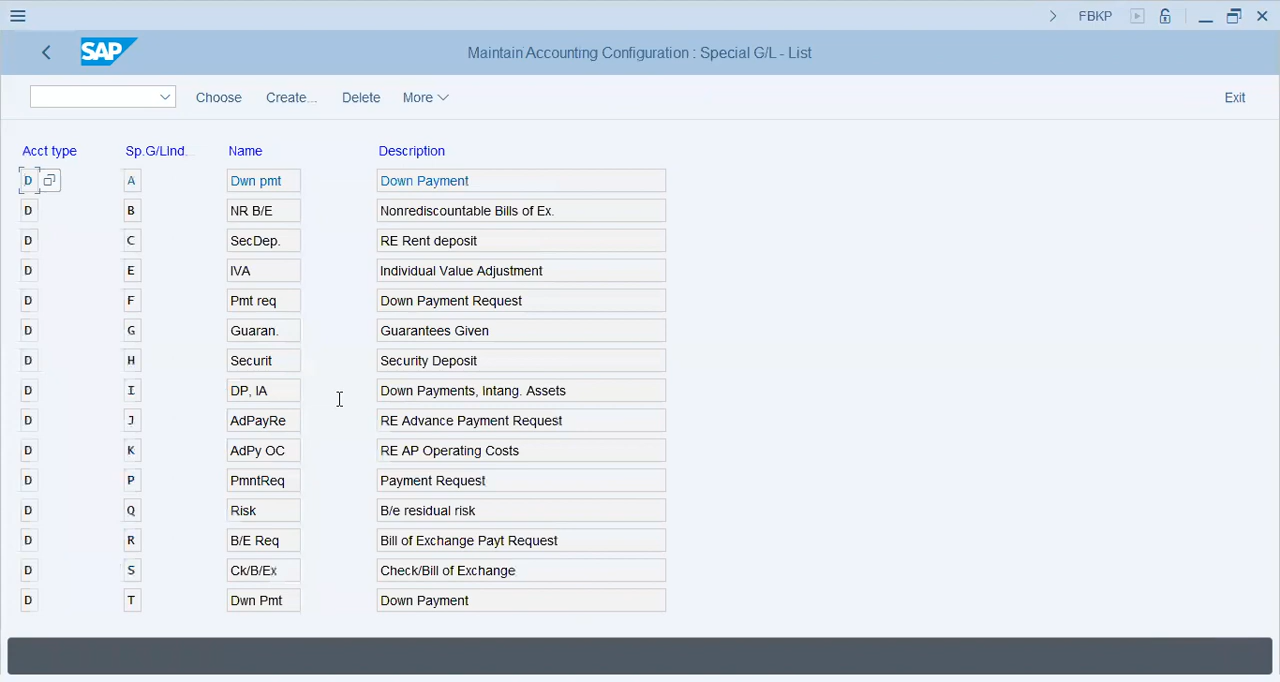 FBKP
SAP Maintain Accounting Configuration : Special G/L - List
Choose Create... Delete More Exit
Acct type Sp.G/LInd. Name Description
D A Dwn pmt Down Payment
D B NR B/E Nonrediscountable Bills of Ex.
D C SecDep. RE Rent deposit
D E IVA Individual Value Adjustment
D F Pmt req Down Payment Request
D G Guaran. Guarantees Given
D H Securit Security Deposit
D I DP, IA Down Payments, Intang. Assets
D J AdPayRe RE Advance Payment Request
D K AdPy OC RE AP Operating Costs
D P PmntReq Payment Request
D Q Risk B/e residual risk
D R B/E Req Bill of Exchange Payt Request
D S Ck/B/Ex Check/Bill of Exchange
D T Dwn Pmt Down Payment